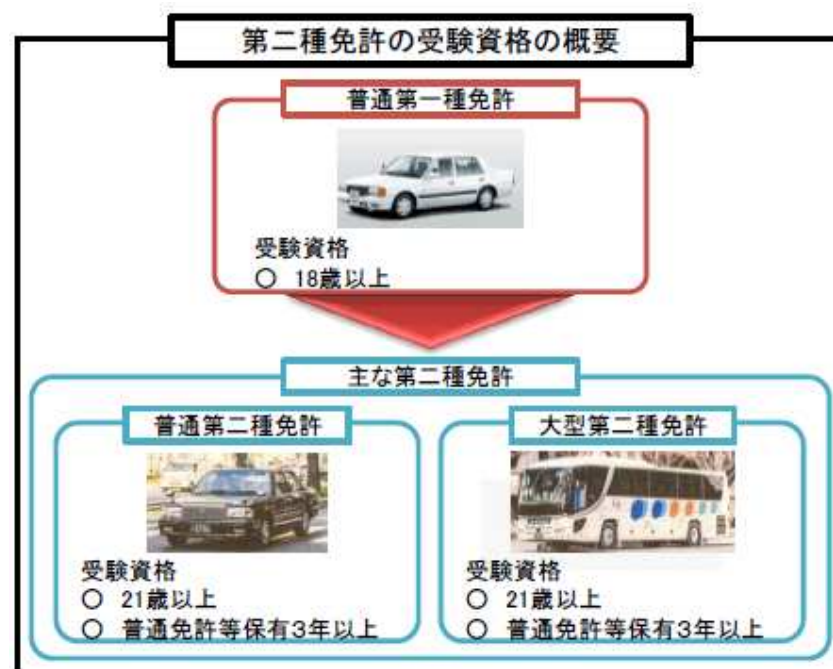 第二種免許の受験資格の概要
普通第一種免許
受験資格
○ 18歳以上
主な第二種免許
普通第二種免許
受験資格
○ 21歳以上
○ 普通免許等保有3年以上
大型第二種免許
受験資格
○ 21歳以上
○ 普通免許等保有3年以上